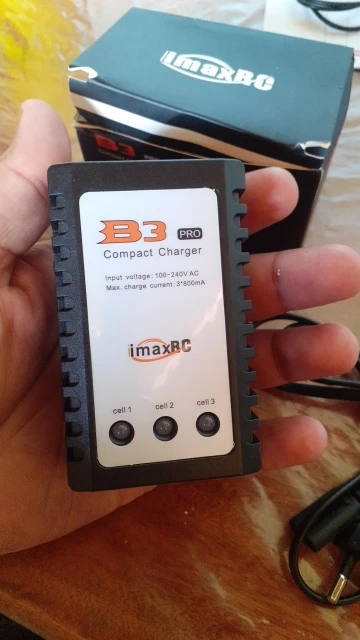 imaxRC
B3 PRO
Compact Charger
Input voltage: 100-240V AC
Max. charge current: 3*800mA
imaxRC
cell 1 cell 2 cell 3